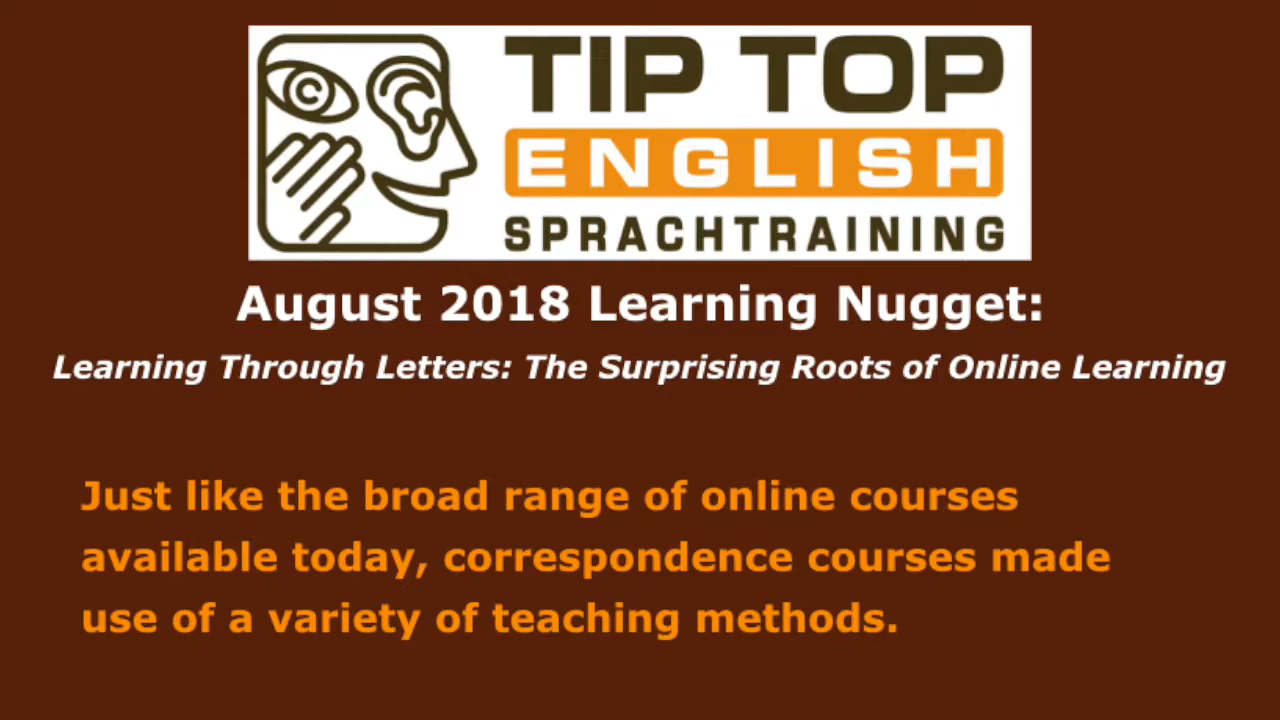 TIP TOP
ENGLISH
SPRACHTRAINING
August 2018 Learning Nugget:
Learning Through Letters: The Surprising Roots of Online Learning
Just like the broad range of online courses
available today, correspondence courses made
use of a variety of teaching methods.